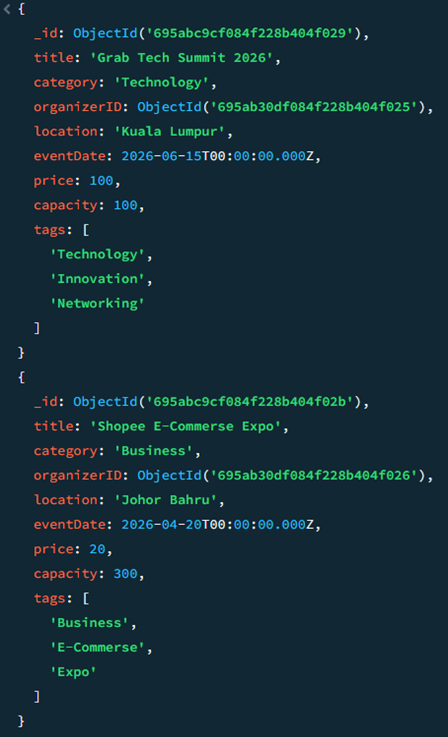 < {
_id: ObjectId('695abc9cf084f228b404f029'),
title: 'Grab Tech Summit 2026',
category: 'Technology',
organizerID: ObjectId('695ab30df084f228b404f025'),
location: 'Kuala Lumpur',
eventDate: 2026-06-15T00:00:00.000Z,
price: 100,
capacity: 100,
tags: [
'Technology',
'Innovation',
'Networking'
]
}
{
_id: ObjectId('695abc9cf084f228b404f02b'),
title: 'Shopee E-Commerse Expo',
category: 'Business',
organizerID: ObjectId('695ab30df084f228b404f026'),
location: 'Johor Bahru',
eventDate: 2026-04-20T00:00:00.000Z,
price: 20,
capacity: 300,
tags: [
'Business',
'E-Commerse',
'Expo'
]
}